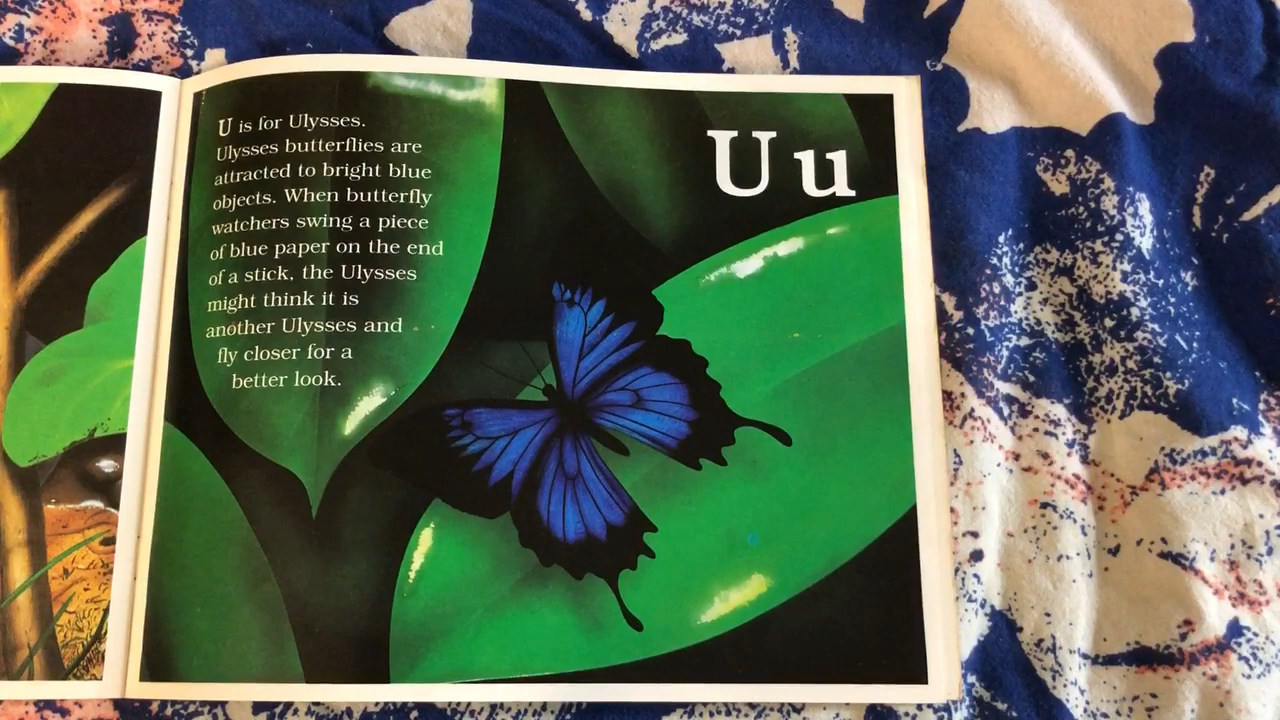 U is for Ulysses.
Ulysses butterflies are
attracted to bright blue
objects. When butterfly
watchers swing a piece
of blue paper on the end
of a stick, the Ulysses
might think it is
another Ulysses and
fly closer for a
better look.
U u